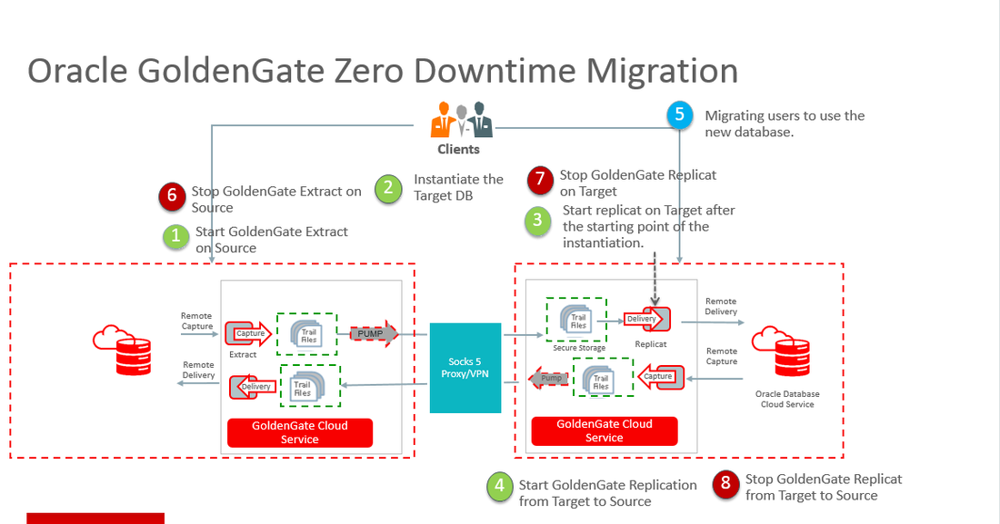 Oracle GoldenGate Zero Downtime Migration
5
Migrating users to use the
new database.
Clients
6
Stop GoldenGate Extract on
Source
2
Instantiate the
Target DB
7
Stop GoldenGate Replicat
on Target
1
Start GoldenGate Extract
on Source
3
Start replicat on Target after
the starting point of the
instantiation.
Remote
Capture
Capture
Extract
Trail
Files
PUMP
Remote
Delivery
Delivery
Trail
Files
GoldenGate Cloud
Service
Socks 5
Proxy/VPN
Trail
Files
Secure Storage
Delivery
Replicat
Remote
Delivery
Pump
Trail
Files
Capture
Remote
Capture
Oracle Database
Cloud Service
GoldenGate Cloud
Service
4
Start GoldenGate Replication
from Target to Source
8
Stop GoldenGate Replicat
from Target to Source